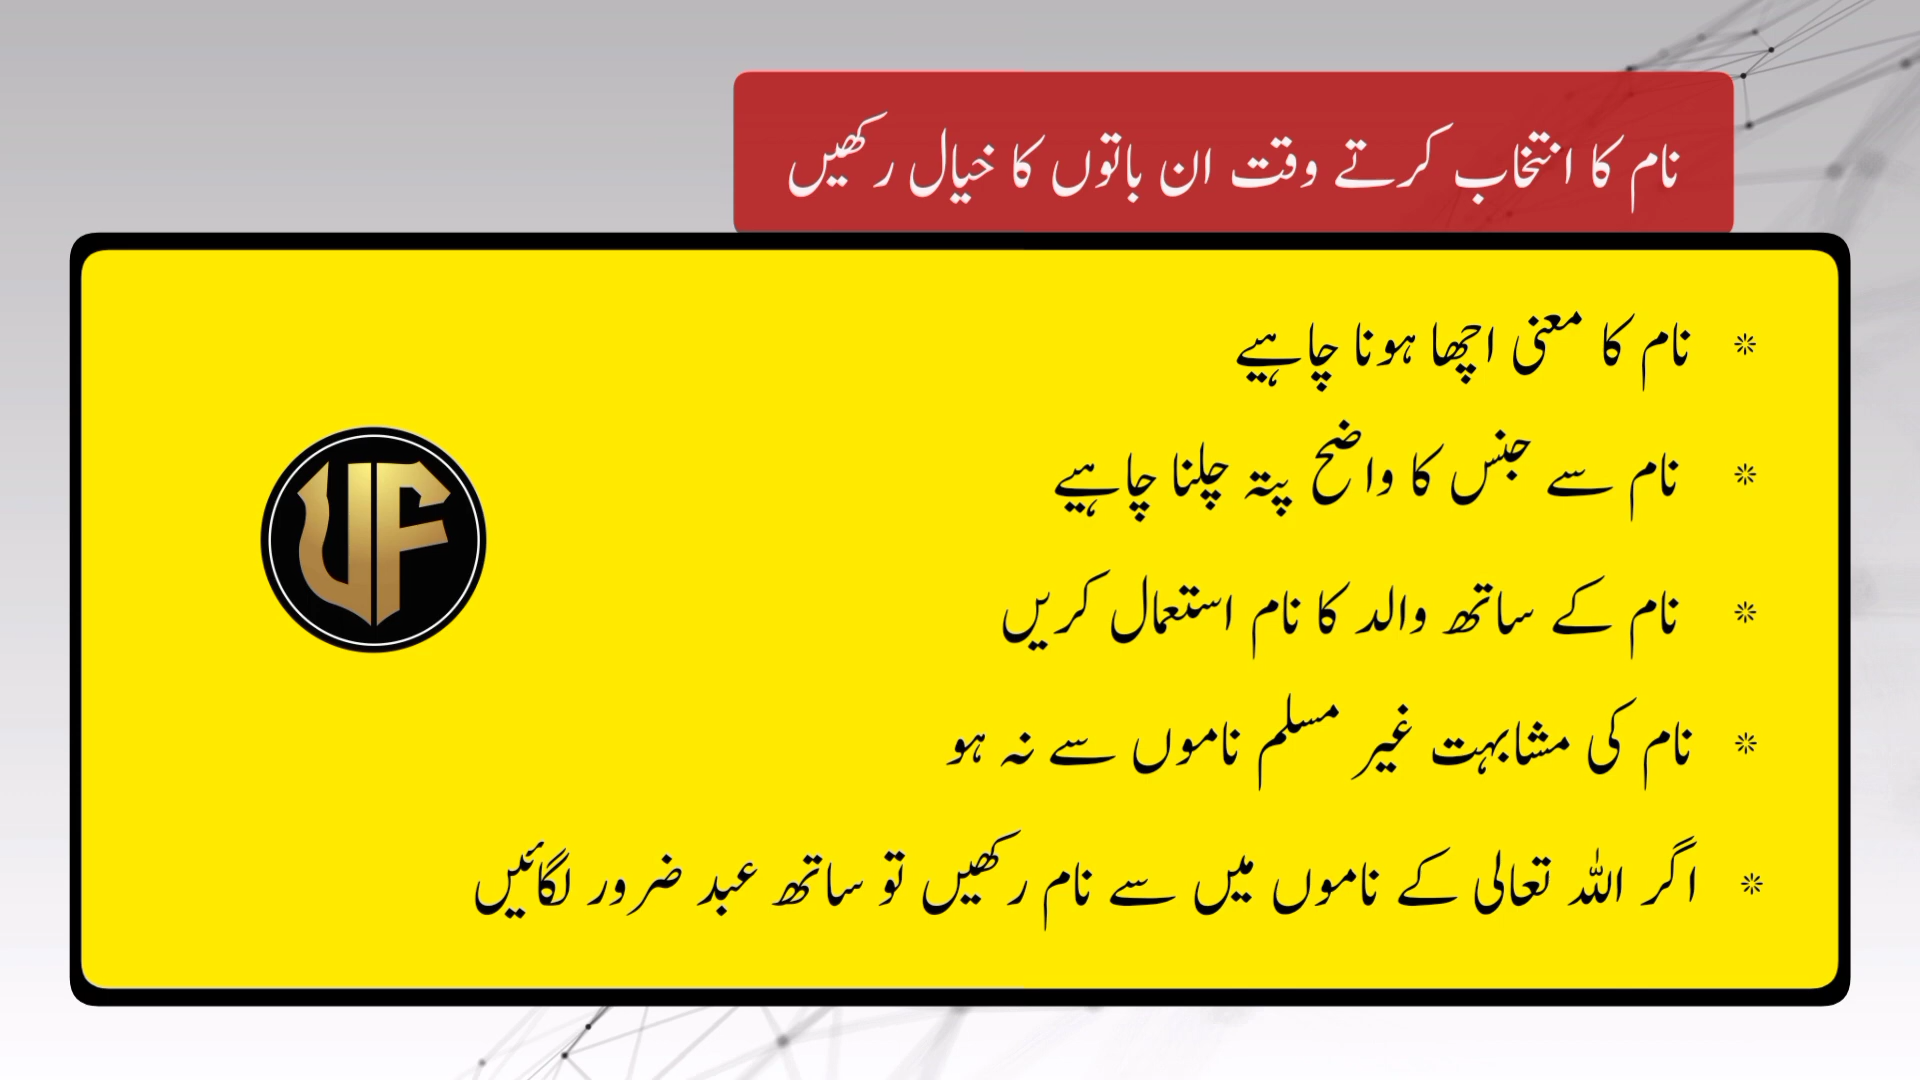 نام کا انتخاب کرتے وقت ان باتوں کا خیال رکھیں
* نام کا معنی اچھا ہونا چاہیے
* نام سے جنس کا واضح پتہ چلنا چاہیے
* نام کے ساتھ والد کا نام استعمال کریں
* نام کی مشابہت غیر مسلم ناموں سے نہ ہو
* اگر اللہ تعالی کے ناموں میں سے نام رکھیں تو ساتھ عبد ضرور لگائیں
UF